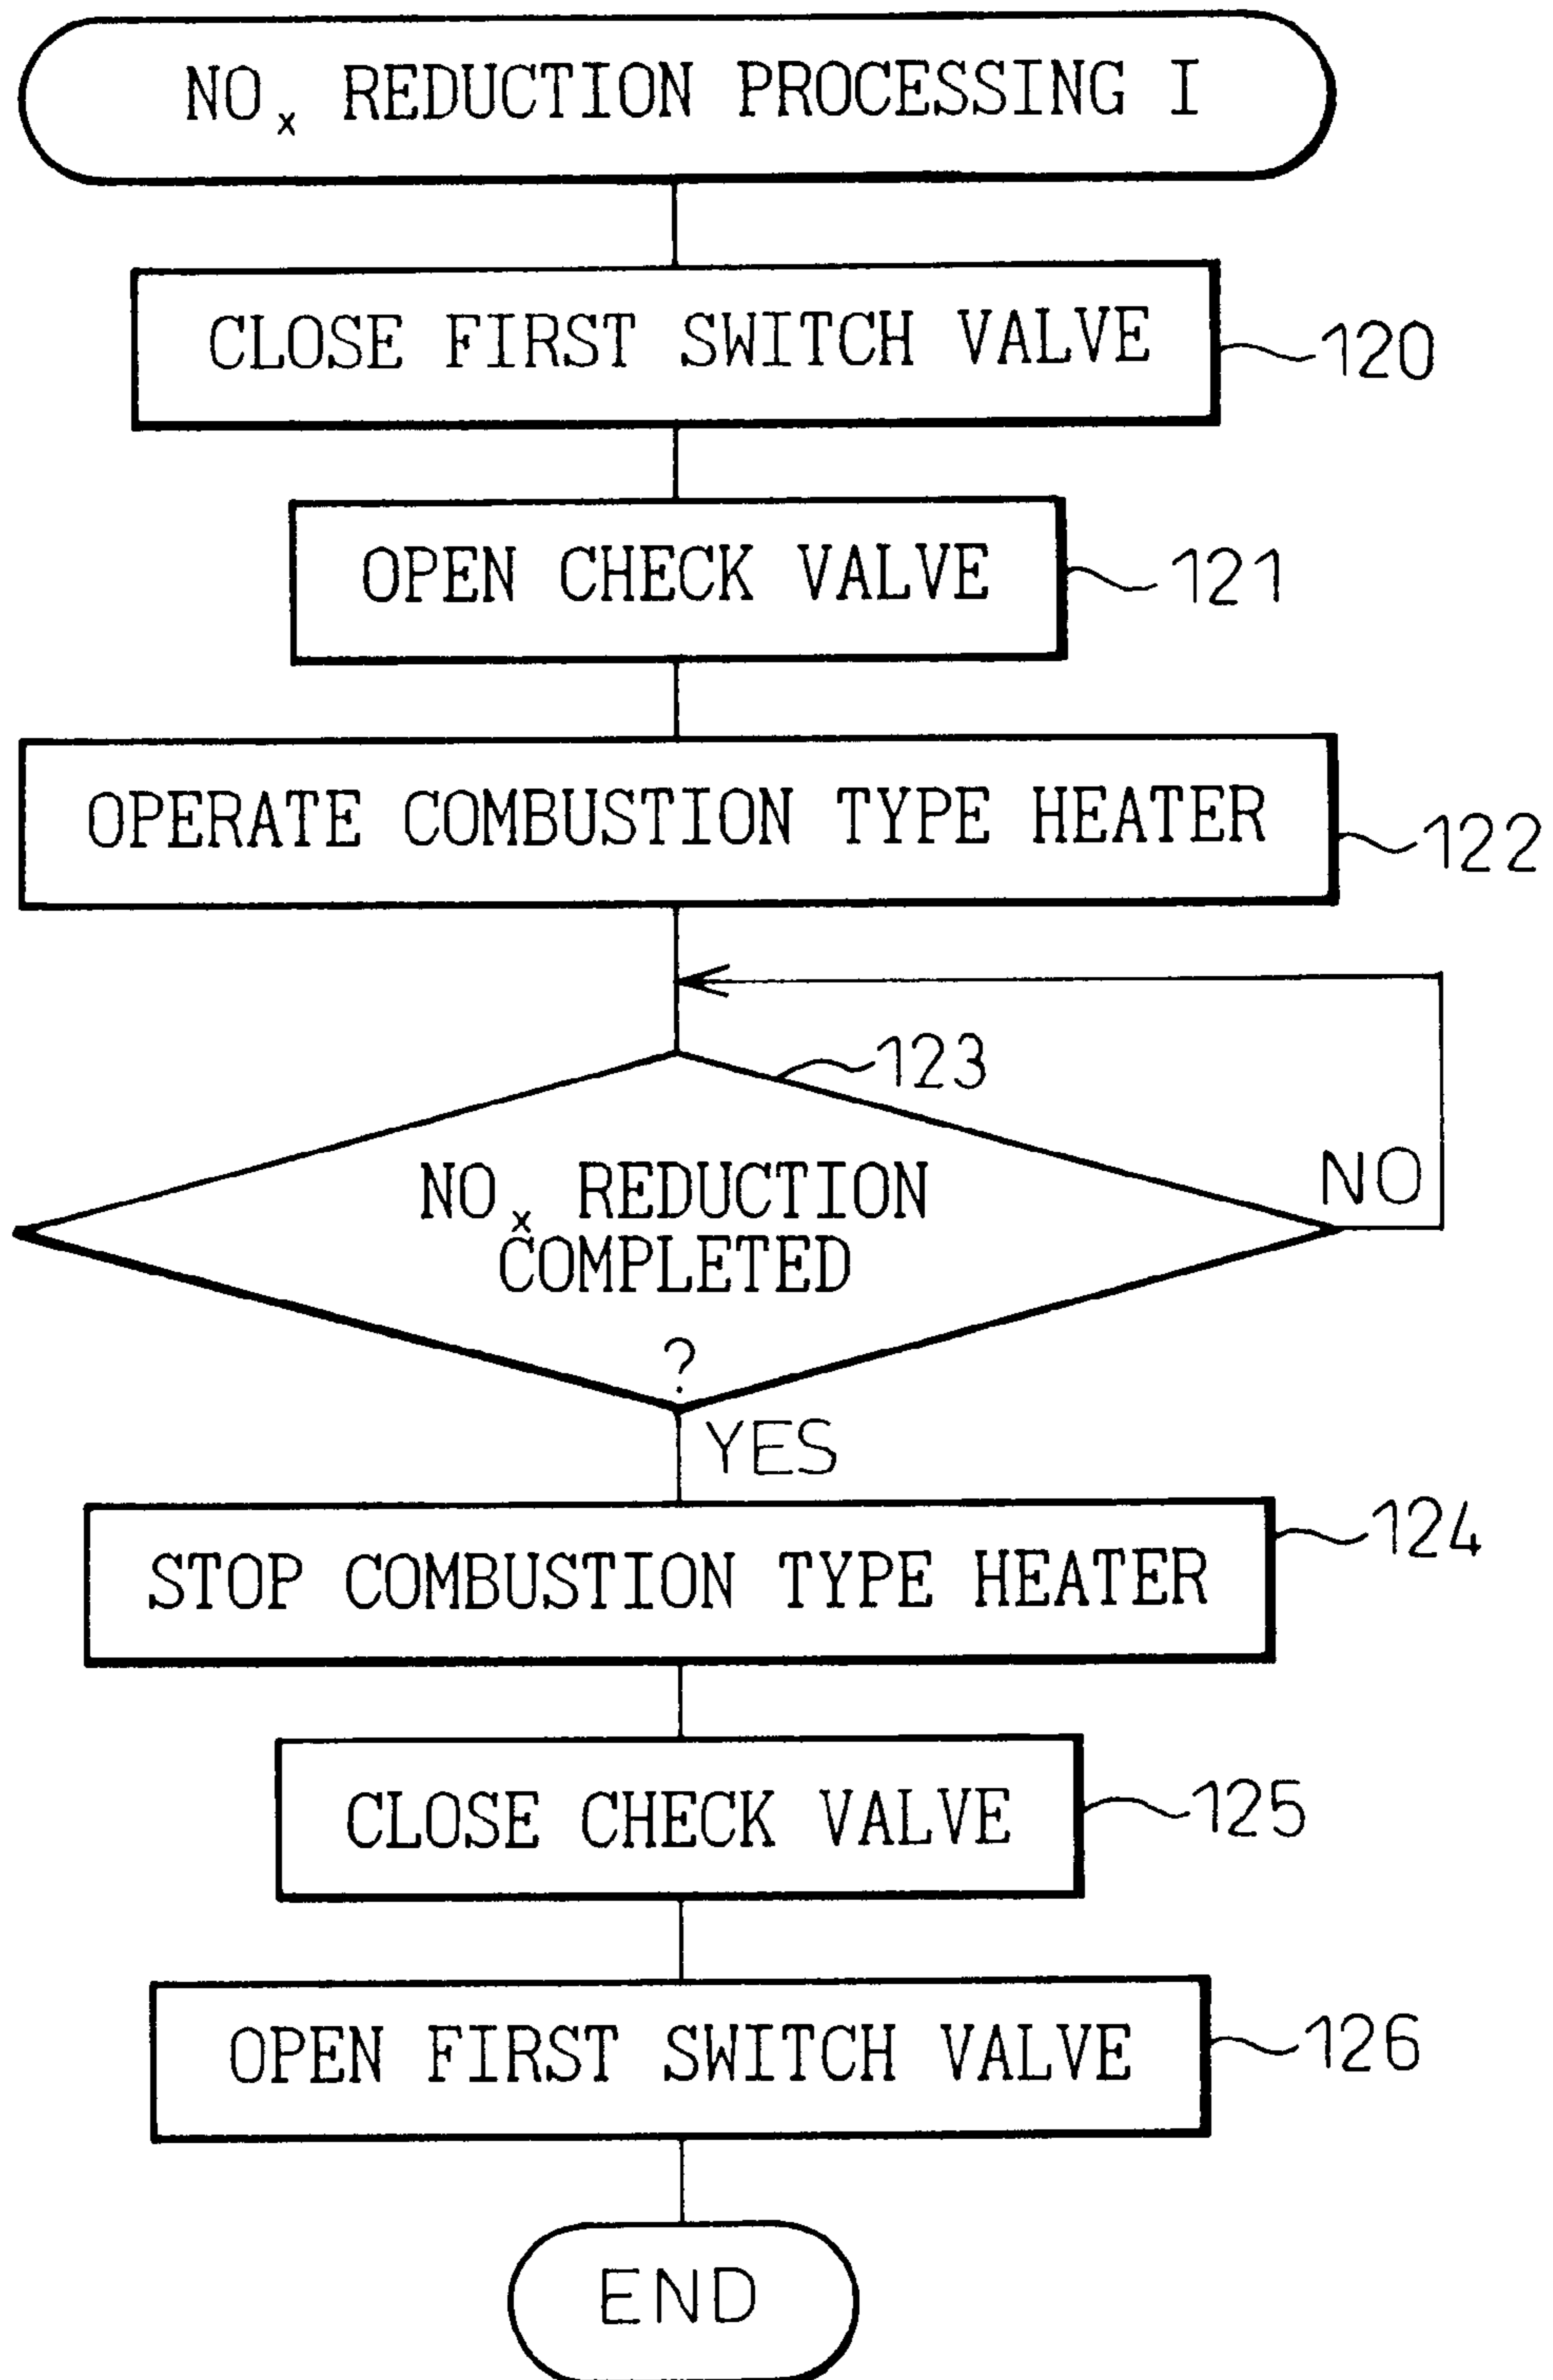 NOx REDUCTION PROCESSING I
CLOSE FIRST SWITCH VALVE
120
OPEN CHECK VALVE
121
OPERATE COMBUSTION TYPE HEATER
122
123
NOx REDUCTION
COMPLETED
?
NO
YES
STOP COMBUSTION TYPE HEATER
124
CLOSE CHECK VALVE
125
OPEN FIRST SWITCH VALVE
126
END